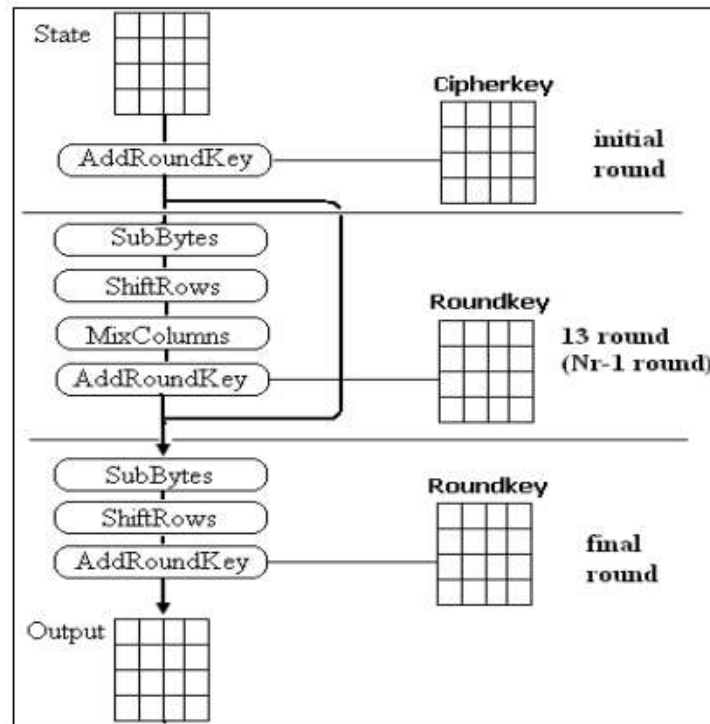 State
Cipherkey
initial
round
AddRoundKey
SubBytes
ShiftRows
MixColumns
AddRoundKey
Roundkey
13 round
(Nr-1 round)
SubBytes
ShiftRows
AddRoundKey
Roundkey
final
round
Output